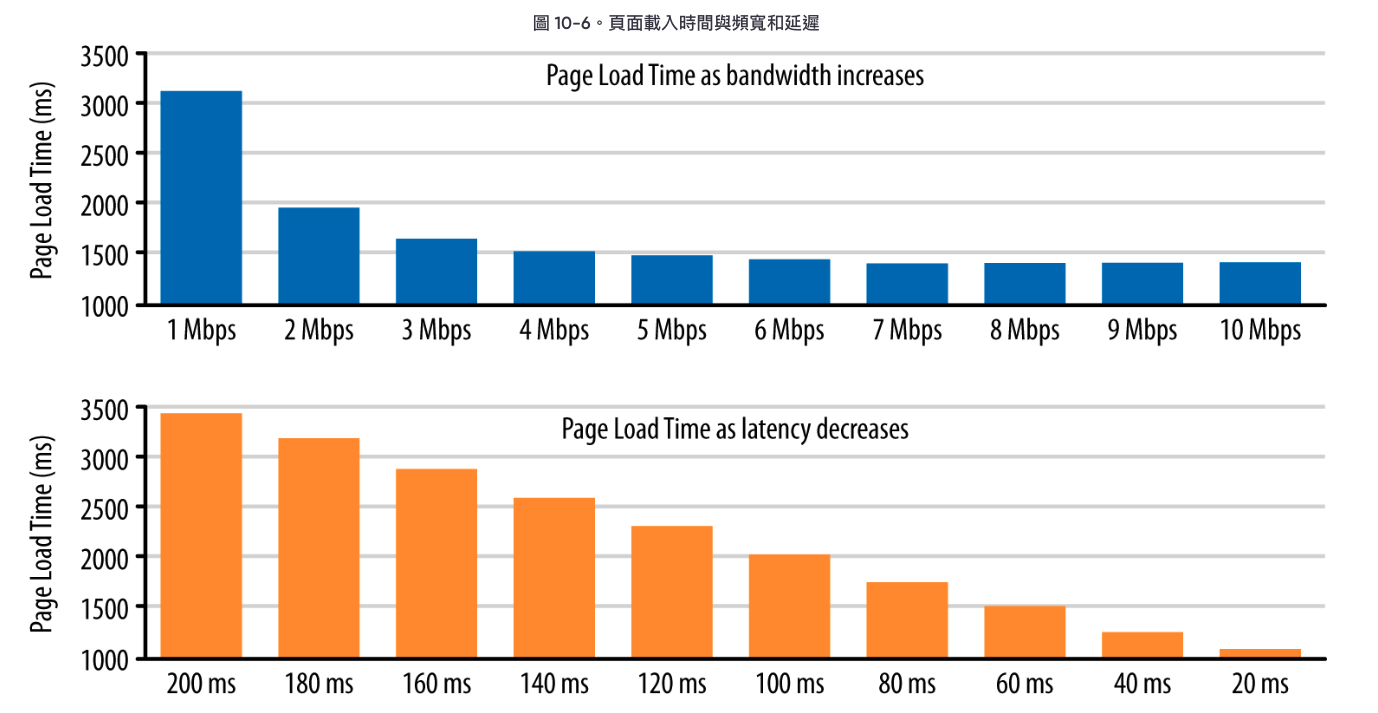 圖 10-6。頁面載入時間與頻寬和延遲
Page Load Time as bandwidth increases
Page Load Time (ms)
3500
3000
2500
2000
1500
1000
1 Mbps 2 Mbps 3 Mbps 4 Mbps 5 Mbps 6 Mbps 7 Mbps 8 Mbps 9 Mbps 10 Mbps
Page Load Time as latency decreases
Page Load Time (ms)
3500
3000
2500
2000
1500
1000
200 ms 180 ms 160 ms 140 ms 120 ms 100 ms 80 ms 60 ms 40 ms 20 ms